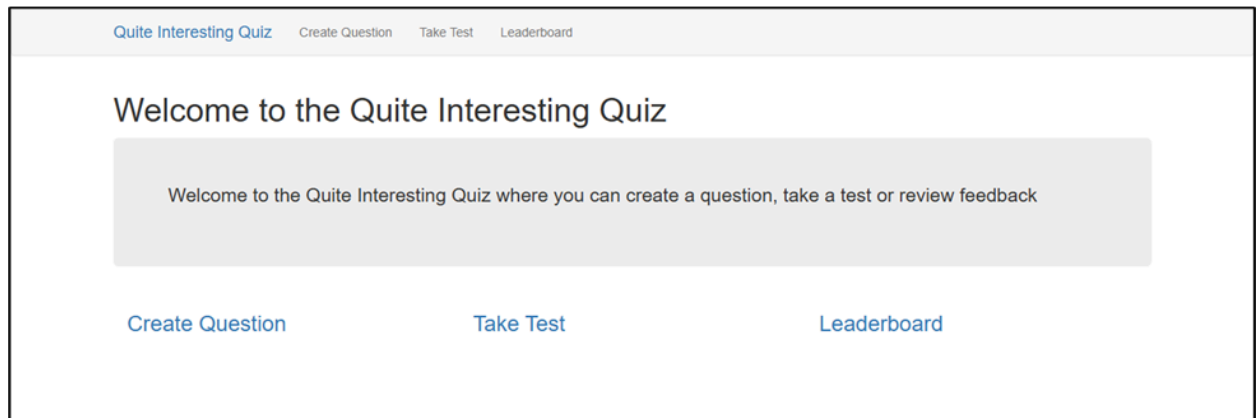 Quite Interesting Quiz Create Question Take Test Leaderboard
Welcome to the Quite Interesting Quiz
Welcome to the Quite Interesting Quiz where you can create a question, take a test or review feedback
Create Question Take Test Leaderboard